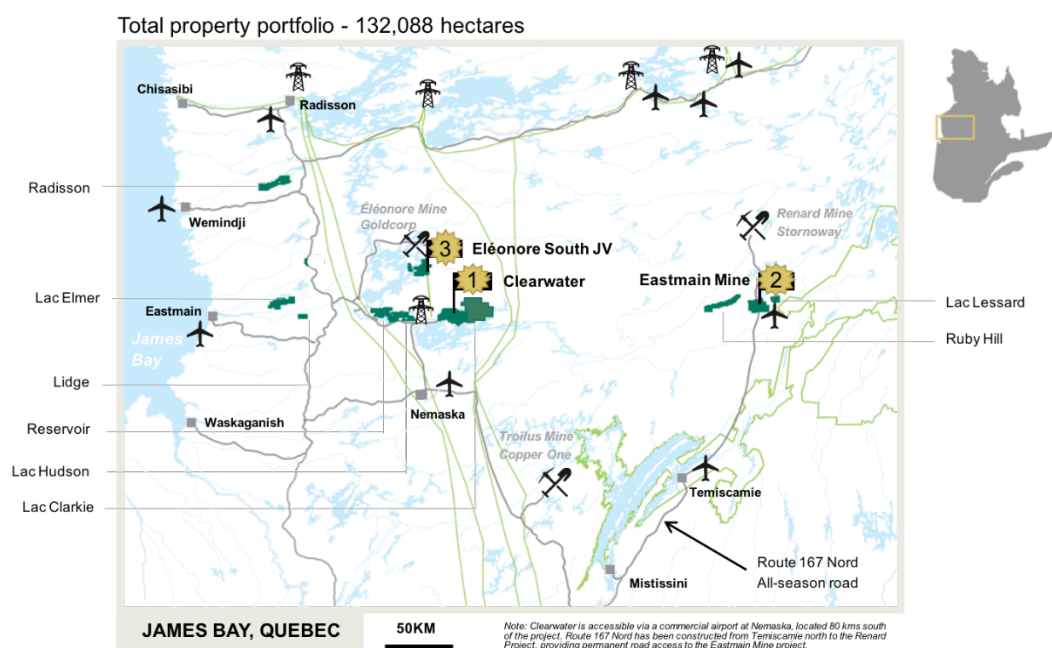 Total property portfolio - 132,088 hectares
Chisasibi
Radisson
Radisson
Wemindji
Éléonore Mine
Goldcorp
Renard Mine
Stornoway
3
Eléonore South JV
1
Clearwater
Eastmain Mine
2
Lac Elmer
Eastmain
James
Bay
Lac Lessard
Ruby Hill
Lidge
Nemaska
Reservoir
Waskaganish
Troilus Mine
Copper One
Lac Hudson
Temiscamie
Lac Clarkie
Route 167 Nord
All-season road
Mistissini
JAMES BAY, QUEBEC
50KM
Note: Clearwater is accessible via a commercial airport at Nemaska, located 80 kms south
of the project. Route 167 Nord has been constructed from Temiscamie north to the Renard
Project, providing permanent road access to the Eastmain Mine project.